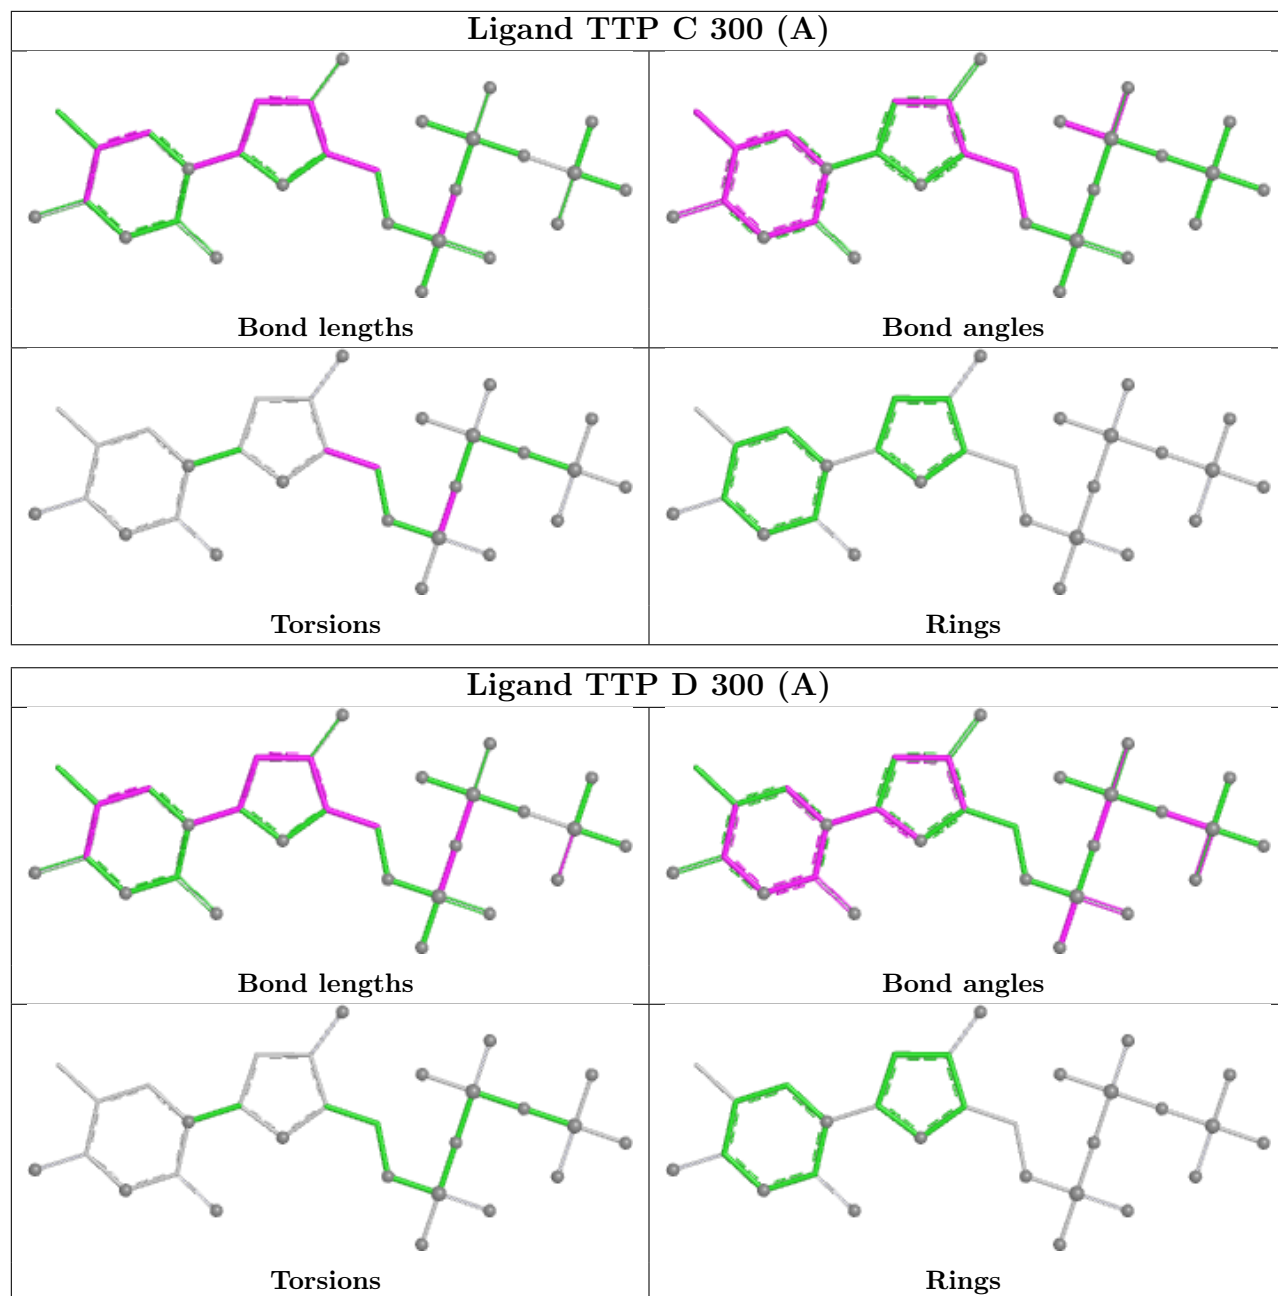 Ligand TTP C 300 (A)
Bond lengths
Bond angles
Torsions
Rings
Ligand TTP D 300 (A)
Bond lengths
Bond angles
Torsions
Rings